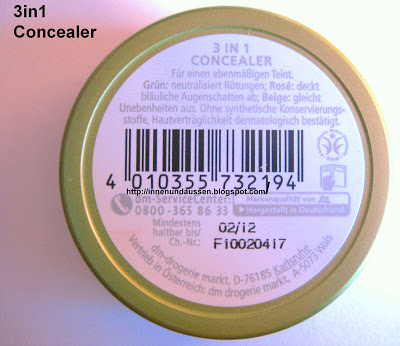 3in1
Concealer
3 IN 1
CONCEALER
Für einen ebenmäßigen Teint.
Grün: neutralisiert Rötungen; Rosé: deckt
bläuliche Augenschatten ab; Beige: gleicht
Unebenheiten aus. Ohne synthetische Konservierungs-
stoffe, Hautverträglichkeit dermatologisch bestätigt.
4 010355 732194
http://innenundaussen.blogspot.com/
dm-ServiceCenter:
0800-365 86 33
Markenqualität von dm
Hergestellt in Deutschland
Mindestens
haltbar bis/
Ch.-Nr.:
02/12
F10020417
dm-drogerie markt, D-76185 Karlsruhe
Vertrieb in Österreich: dm drogerie markt, A-5073 Wals